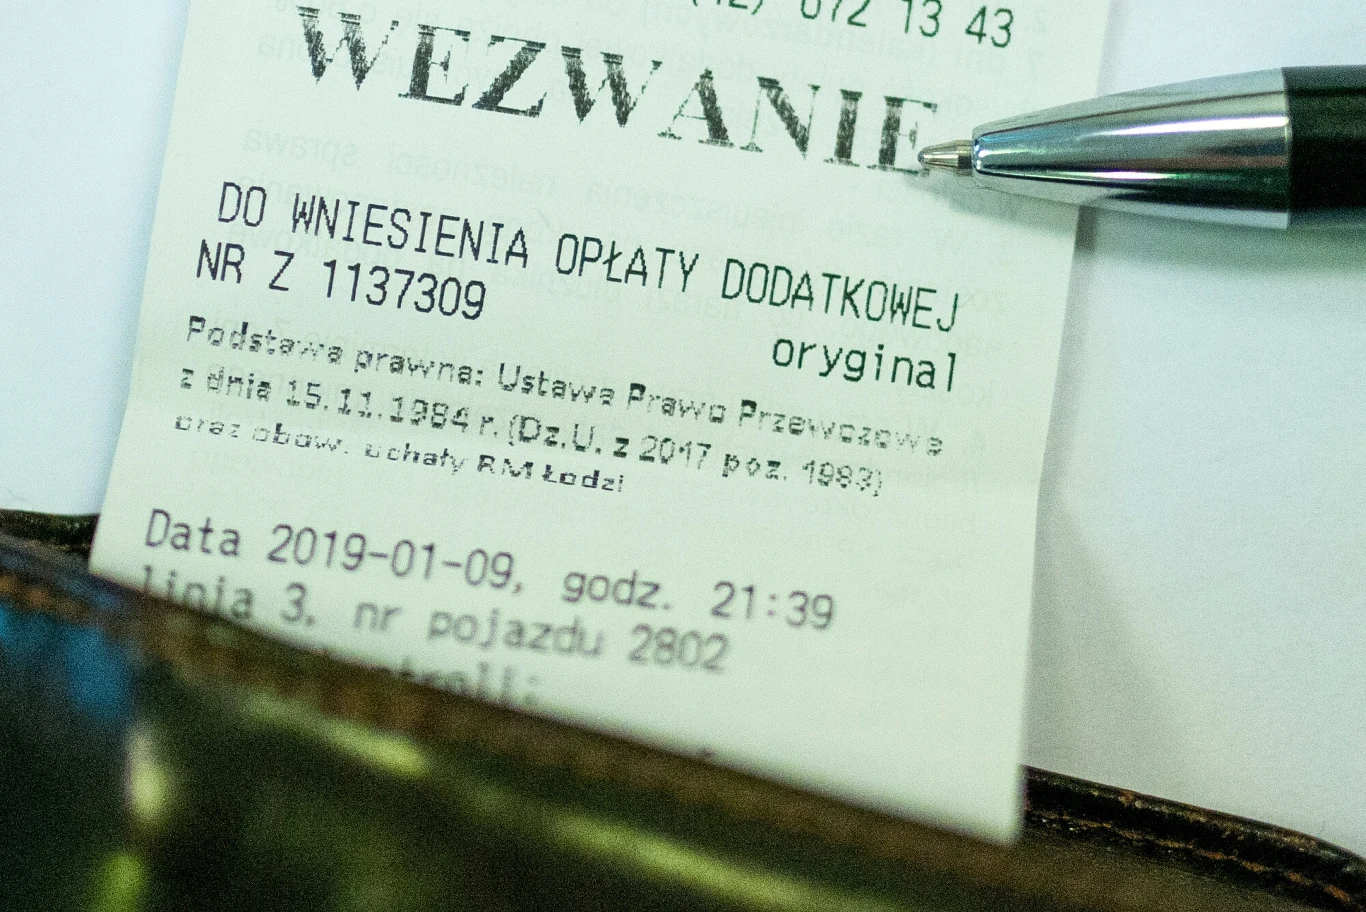 (42) 672 13 43
WEZWANIE
DO WNIESIENIA OPŁATY DODATKOWEJ
NR Z 1137309
oryginal
Podstawa prawna: Ustawa Prawo Przewozowe
z dnia 15.11.1984 r. (Dz.U. z 2017 poz. 1983)
oraz obow. uchały RM Łodzi
Data 2019-01-09, godz. 21:39
linia 3, nr pojazdu 2802